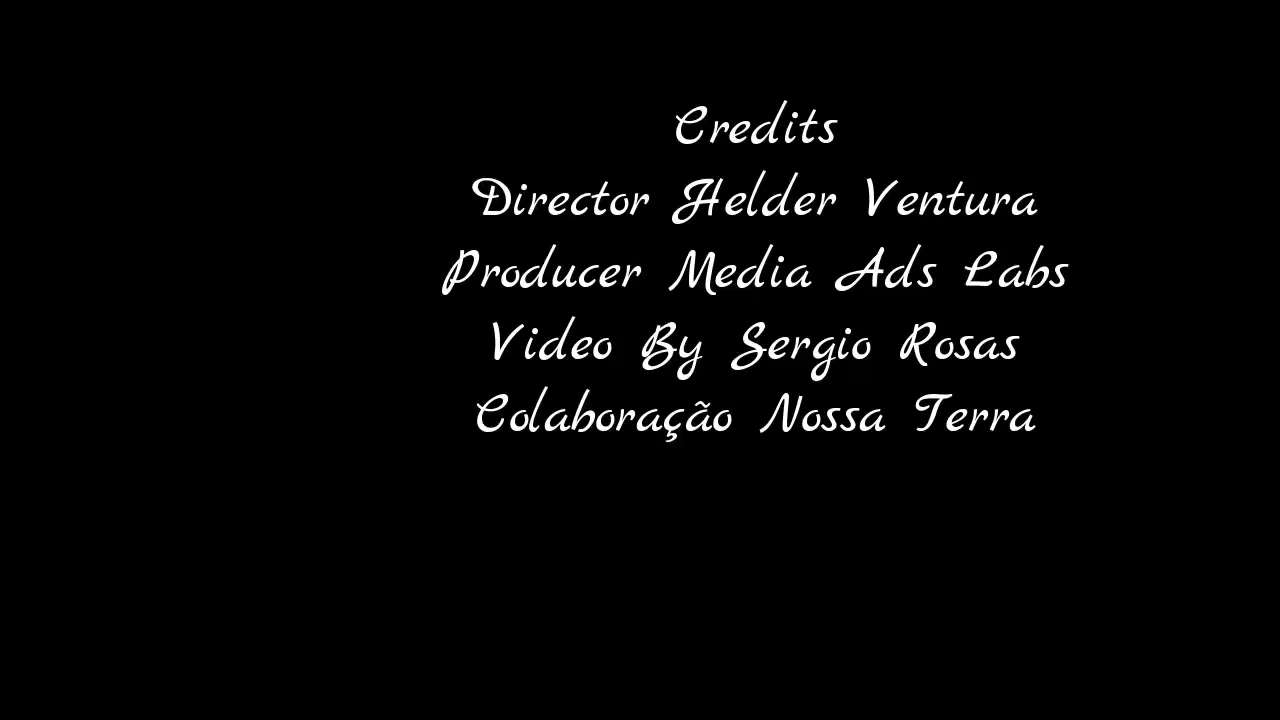 Credits
Director Helder Ventura
Producer Media Ads Labs
Video By Sergio Rosas
Colaboração Nossa Terra